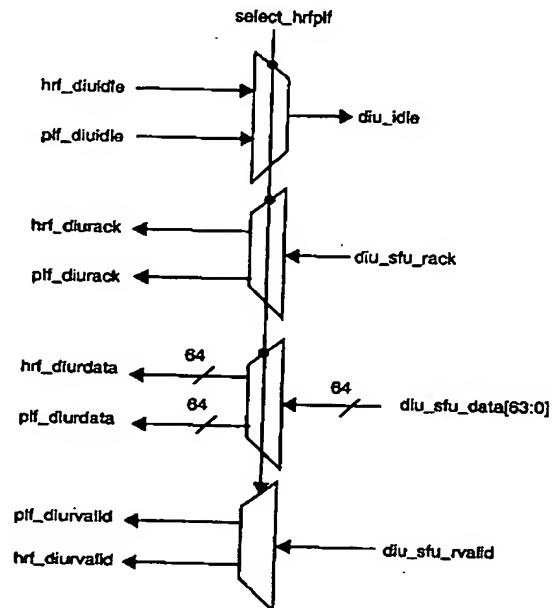 select_hrfplf
hrf_diuidle
plf_diuidle
diu_idle
hrf_diurack
plf_diurack
diu_sfu_rack
64
hrf_diurdata
64
plf_diurdata
64
diu_sfu_data[63:0]
plf_diurvalid
hrf_diurvalid
diu_sfu_rvalid